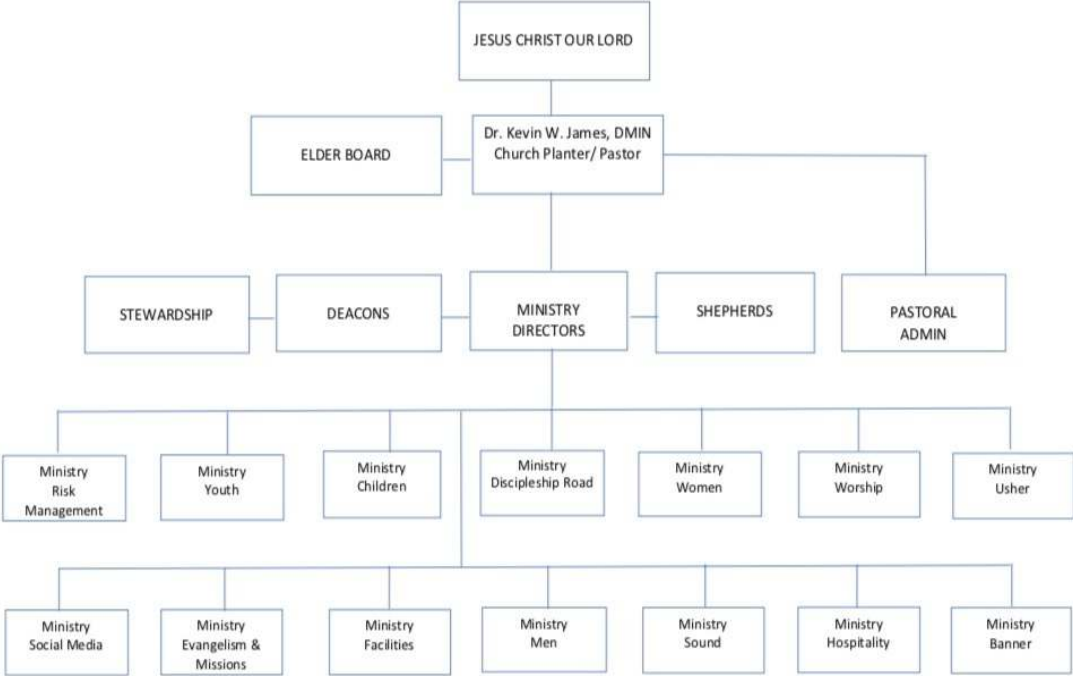 JESUS CHRIST OUR LORD
ELDER BOARD
Dr. Kevin W. James, DMIN
Church Planter/ Pastor
STEWARDSHIP
DEACONS
MINISTRY
DIRECTORS
SHEPHERDS
PASTORAL
ADMIN
Ministry
Risk
Management
Ministry
Youth
Ministry
Children
Ministry
Discipleship Road
Ministry
Women
Ministry
Worship
Ministry
Usher
Ministry
Social Media
Ministry
Evangelism &
Missions
Ministry
Facilities
Ministry
Men
Ministry
Sound
Ministry
Hospitality
Ministry
Banner